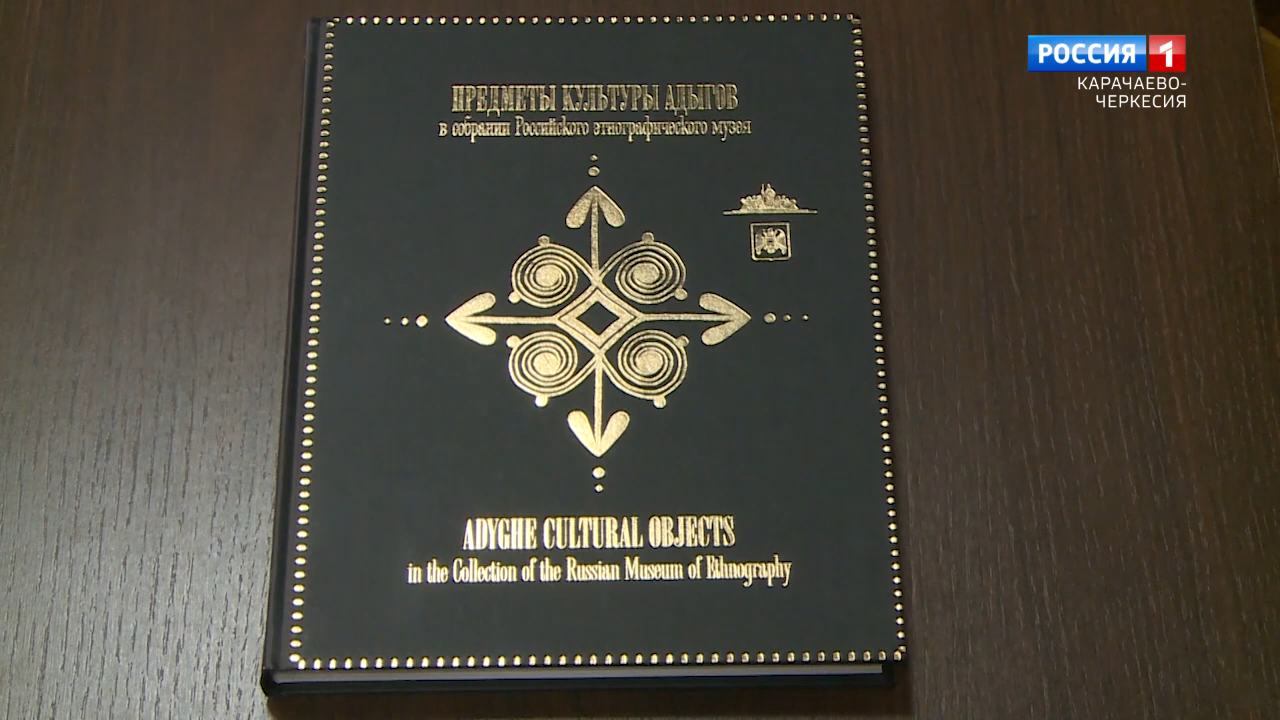 РОССИЯ 1
КАРАЧАЕВО-
ЧЕРКЕСИЯ
ПРЕДМЕТЫ КУЛЬТУРЫ АДЫГОВ
в собрании Российского этнографического музея
ADYGHE CULTURAL OBJECTS
in the Collection of the Russian Museum of Ethnography